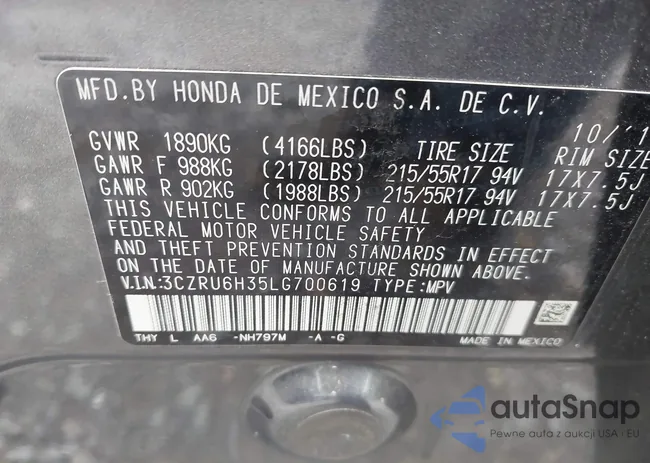 MFD.BY HONDA DE MEXICO S.A. DE C.V.
10/'1
GVWR 1890KG (4166LBS) TIRE SIZE RIM SIZE
GAWR F 988KG (2178LBS) 215/55R17 94V 17X7.5J
GAWR R 902KG (1988LBS) 215/55R17 94V 17X7.5J
THIS VEHICLE CONFORMS TO ALL APPLICABLE
FEDERAL MOTOR VEHICLE SAFETY
AND THEFT PREVENTION STANDARDS IN EFFECT
ON THE DATE OF MANUFACTURE SHOWN ABOVE.
V.I.N:3CZRU6H35LG700619 TYPE:MPV
THY L AA6 -NH797M -A -G MADE IN MEXICO
autaSnap
Pewne auta z aukcji USA i EU